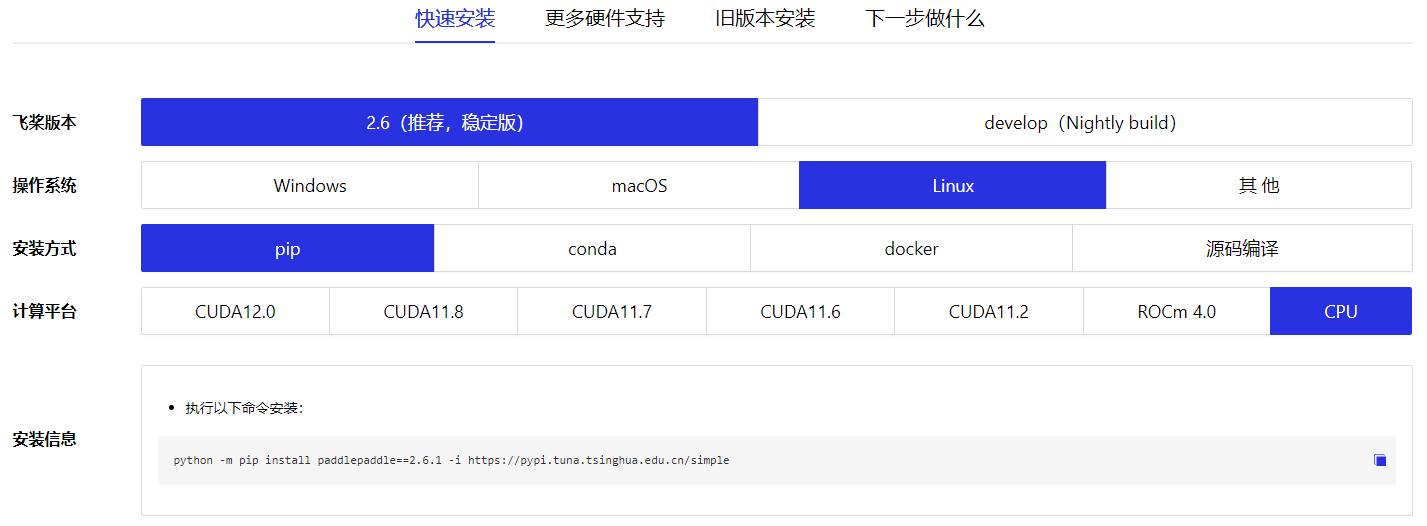 快速安装 更多硬件支持 旧版本安装 下一步做什么
飞桨版本 2.6（推荐，稳定版） develop（Nightly build）
操作系统 Windows macOS Linux 其 他
安装方式 pip conda docker 源码编译
计算平台 CUDA12.0 CUDA11.8 CUDA11.7 CUDA11.6 CUDA11.2 ROCm 4.0 CPU
• 执行以下命令安装：
安装信息
python -m pip install paddlepaddle==2.6.1 -i https://pypi.tuna.tsinghua.edu.cn/simple